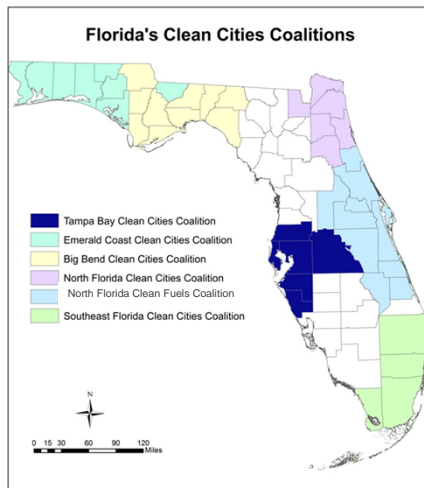 Florida's Clean Cities Coalitions
Tampa Bay Clean Cities Coalition
Emerald Coast Clean Cities Coalition
Big Bend Clean Cities Coalition
North Florida Clean Cities Coalition
North Florida Clean Fuels Coalition
Southeast Florida Clean Cities Coalition
N
0 15 30 60 90 120
Miles